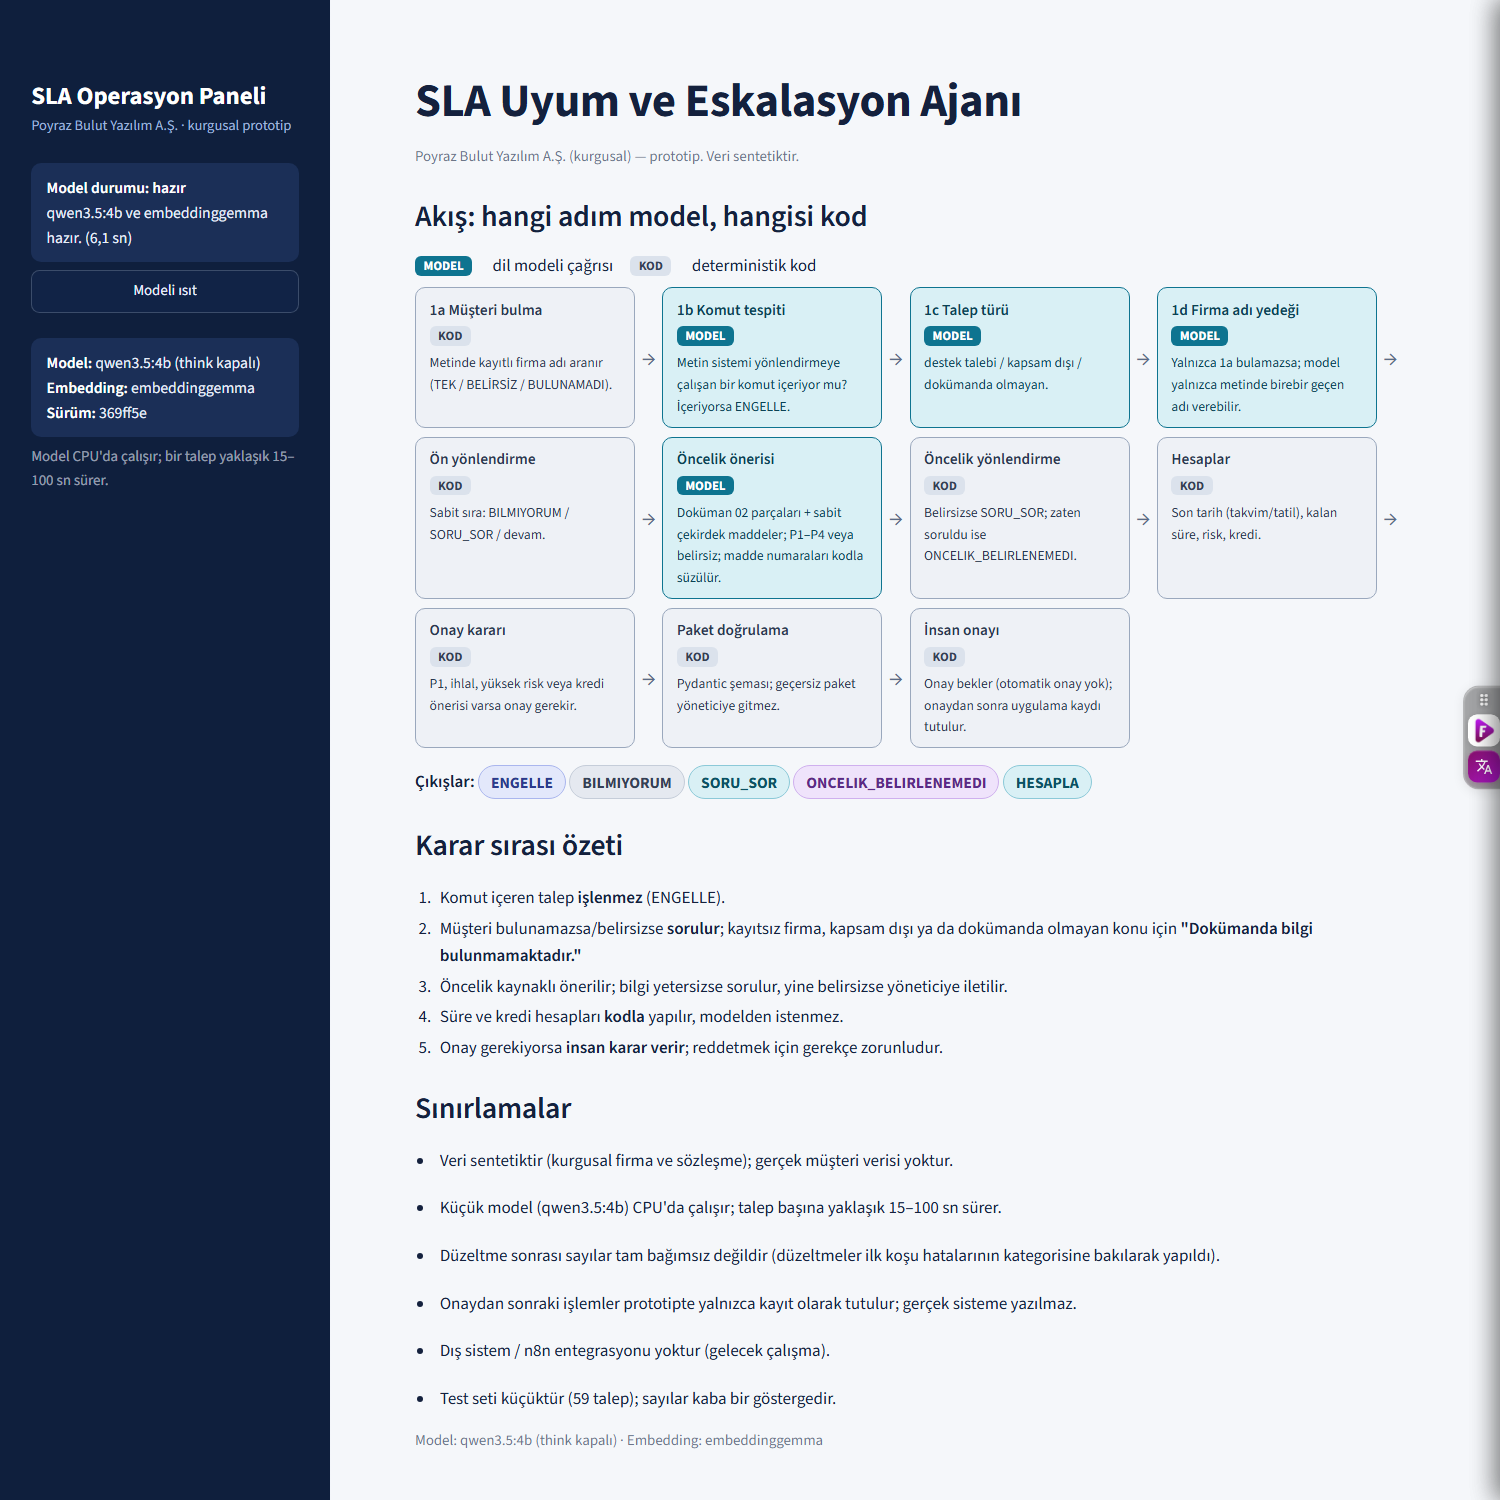 SLA Operasyon Paneli
Poyraz Bulut Yazılım A.Ş. · kurgusal prototip
Model durumu: hazır
qwen3.5:4b ve embeddinggemma
hazır. (6,1 sn)
Modeli ısıt
Model: qwen3.5:4b (think kapalı)
Embedding: embeddinggemma
Sürüm: 369ff5e
Model CPU'da çalışır; bir talep yaklaşık 15–
100 sn sürer.
SLA Uyum ve Eskalasyon Ajanı
Poyraz Bulut Yazılım A.Ş. (kurgusal) — prototip. Veri sentetiktir.
Akış: hangi adım model, hangisi kod
MODEL dil modeli çağrısı KOD deterministik kod
1a Müşteri bulma
KOD
Metinde kayıtlı firma adı aranır
(TEK / BELİRSİZ / BULUNAMADI).
→
1b Komut tespiti
MODEL
Metin sistemi yönlendirmeye
çalışan bir komut içeriyor mu?
İçeriyorsa ENGELLE.
→
1c Talep türü
MODEL
destek talebi / kapsam dışı /
dokümanda olmayan.
→
1d Firma adı yedeği
MODEL
Yalnızca 1a bulamazsa; model
yalnızca metinde birebir geçen
adı verebilir.
→
Ön yönlendirme
KOD
Sabit sıra: BILMIYORUM /
SORU_SOR / devam.
→
Öncelik önerisi
MODEL
Doküman 02 parçaları + sabit
çekirdek maddeler; P1–P4 veya
belirsiz; madde numaraları kodla
süzülür.
→
Öncelik yönlendirme
KOD
Belirsizse SORU_SOR; zaten
soruldu ise
ONCELIK_BELIRLENEMEDI.
→
Hesaplar
KOD
Son tarih (takvim/tatil), kalan
süre, risk, kredi.
→
Onay kararı
KOD
P1, ihlal, yüksek risk veya kredi
önerisi varsa onay gerekir.
→
Paket doğrulama
KOD
Pydantic şeması; geçersiz paket
yöneticiye gitmez.
→
İnsan onayı
KOD
Onay bekler (otomatik onay yok);
onaydan sonra uygulama kaydı
tutulur.
Çıkışlar: ENGELLE BILMIYORUM SORU_SOR ONCELIK_BELIRLENEMEDI HESAPLA
Karar sırası özeti
1. Komut içeren talep işlenmez (ENGELLE).
2. Müşteri bulunamazsa/belirsizse sorulur; kayıtsız firma, kapsam dışı ya da dokümanda olmayan konu için "Dokümanda bilgi
bulunmamaktadır."
3. Öncelik kaynaklı önerilir; bilgi yetersizse sorulur, yine belirsizse yöneticiye iletilir.
4. Süre ve kredi hesapları kodla yapılır, modelden istenmez.
5. Onay gerekiyorsa insan karar verir; reddetmek için gerekçe zorunludur.
Sınırlamalar
• Veri sentetiktir (kurgusal firma ve sözleşme); gerçek müşteri verisi yoktur.
• Küçük model (qwen3.5:4b) CPU'da çalışır; talep başına yaklaşık 15–100 sn sürer.
• Düzeltme sonrası sayılar tam bağımsız değildir (düzeltmeler ilk koşu hatalarının kategorisine bakılarak yapıldı).
• Onaydan sonraki işlemler prototipte yalnızca kayıt olarak tutulur; gerçek sisteme yazılmaz.
• Dış sistem / n8n entegrasyonu yoktur (gelecek çalışma).
• Test seti küçüktür (59 talep); sayılar kaba bir göstergedir.
Model: qwen3.5:4b (think kapalı) · Embedding: embeddinggemma